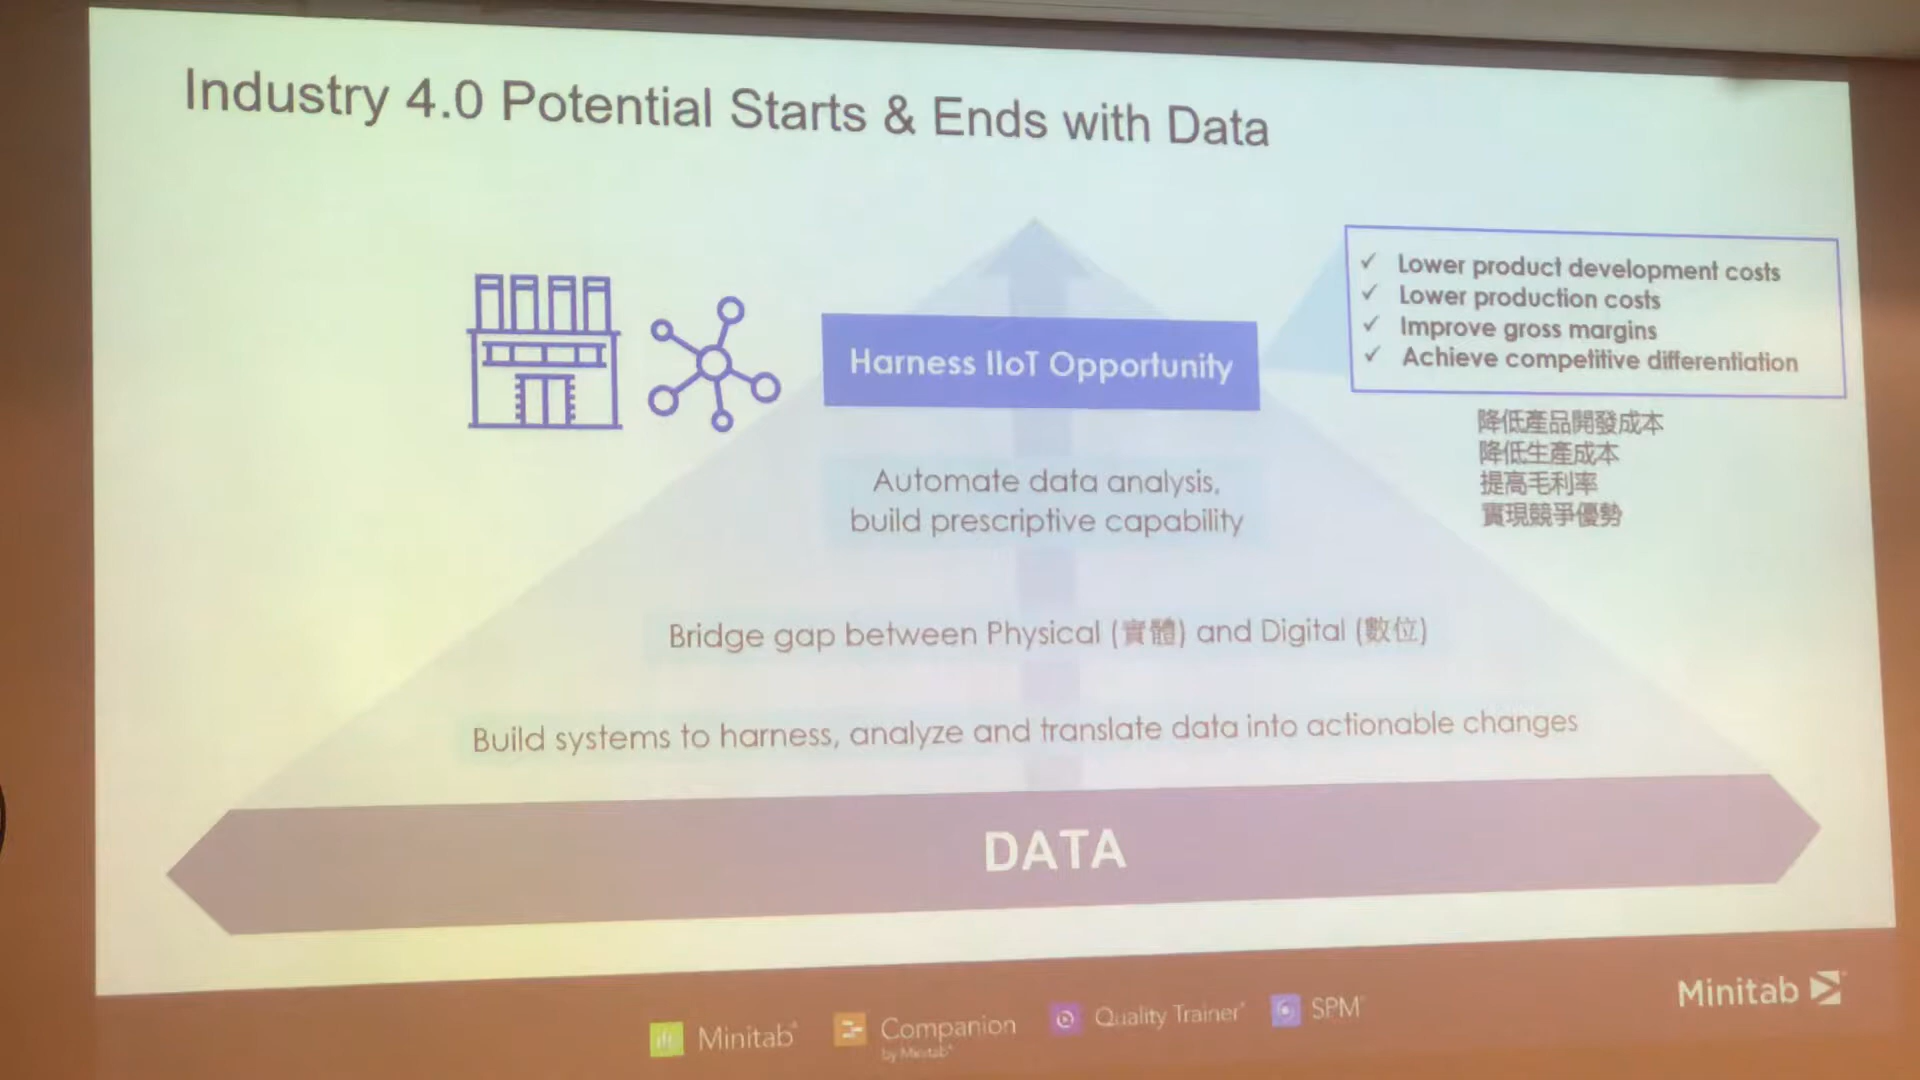 Industry 4.0 Potential Starts & Ends with Data
✓ Lower product development costs
✓ Lower production costs
✓ Improve gross margins
✓ Achieve competitive differentiation
降低產品開發成本
降低生產成本
提高毛利率
實現競爭優勢
Harness IIoT Opportunity
Automate data analysis,
build prescriptive capability
Bridge gap between Physical (實體) and Digital (數位)
Build systems to harness, analyze and translate data into actionable changes
DATA
Minitab
Minitab®
Companion
by Minitab®
Quality Trainer®
SPM®